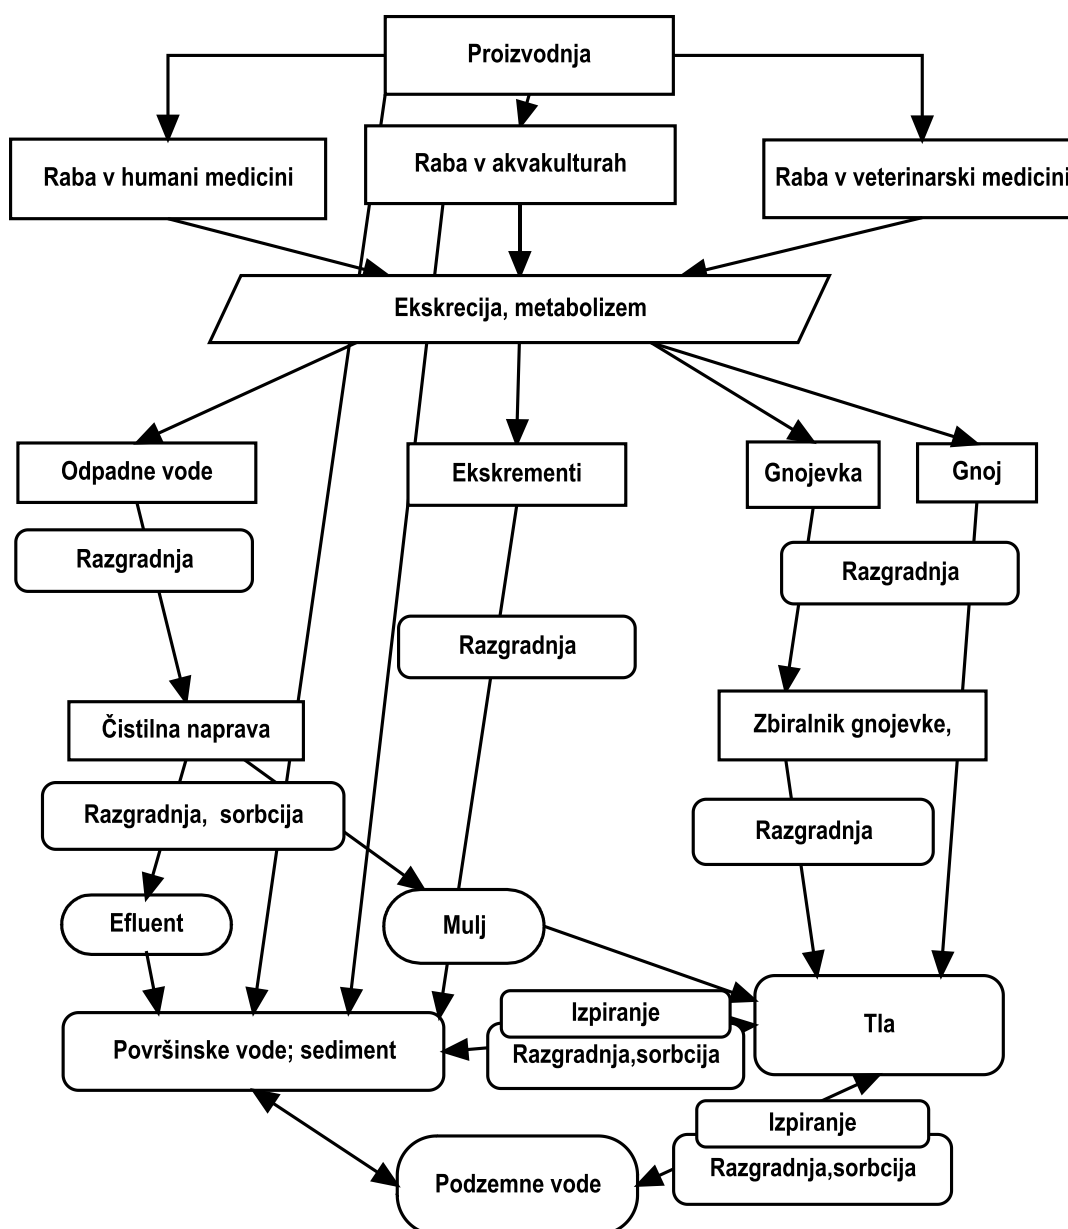 Proizvodnja
Raba v humani medicini
Raba v akvakulturah
Raba v veterinarski medicini
Ekskrecija, metabolizem
Odpadne vode
Ekskrementi
Gnojevka
Gnoj
Razgradnja
Razgradnja
Razgradnja
Čistilna naprava
Zbiralnik gnojevke,
Razgradnja, sorbcija
Razgradnja
Efluent
Mulj
Izpiranje
Tla
Površinske vode; sediment
Razgradnja,sorbcija
Izpiranje
Razgradnja,sorbcija
Podzemne vode